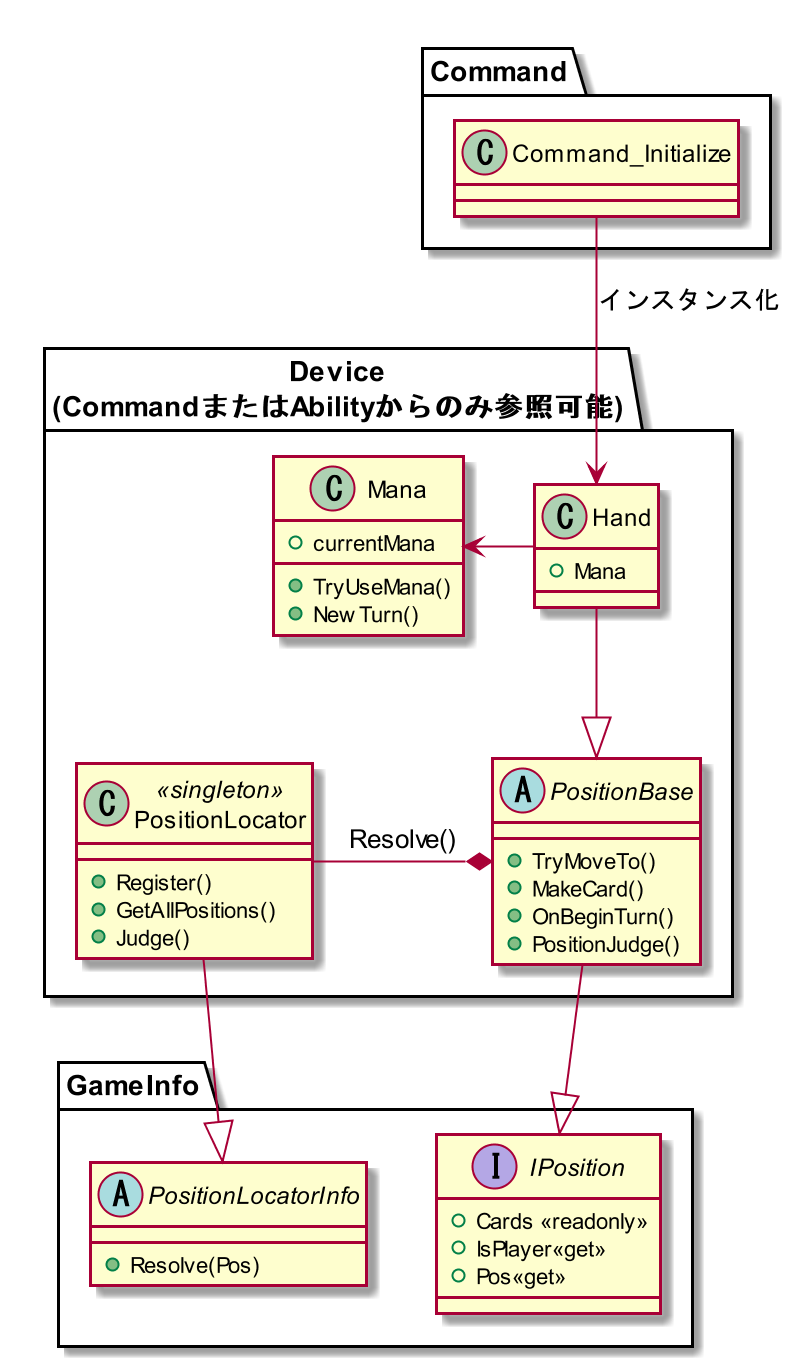 Command
C Command_Initialize
インスタンス化
Device
(CommandまたはAbilityからのみ参照可能)
C Mana
currentMana
TryUseMana()
New Turn()
C Hand
Mana
C «singleton»
PositionLocator
Register()
GetAllPositions()
Judge()
Resolve()
A PositionBase
TryMoveTo()
MakeCard()
OnBeginTurn()
PositionJudge()
GameInfo
A PositionLocatorInfo
Resolve(Pos)
I IPosition
Cards «readonly»
IsPlayer«get»
Pos«get»